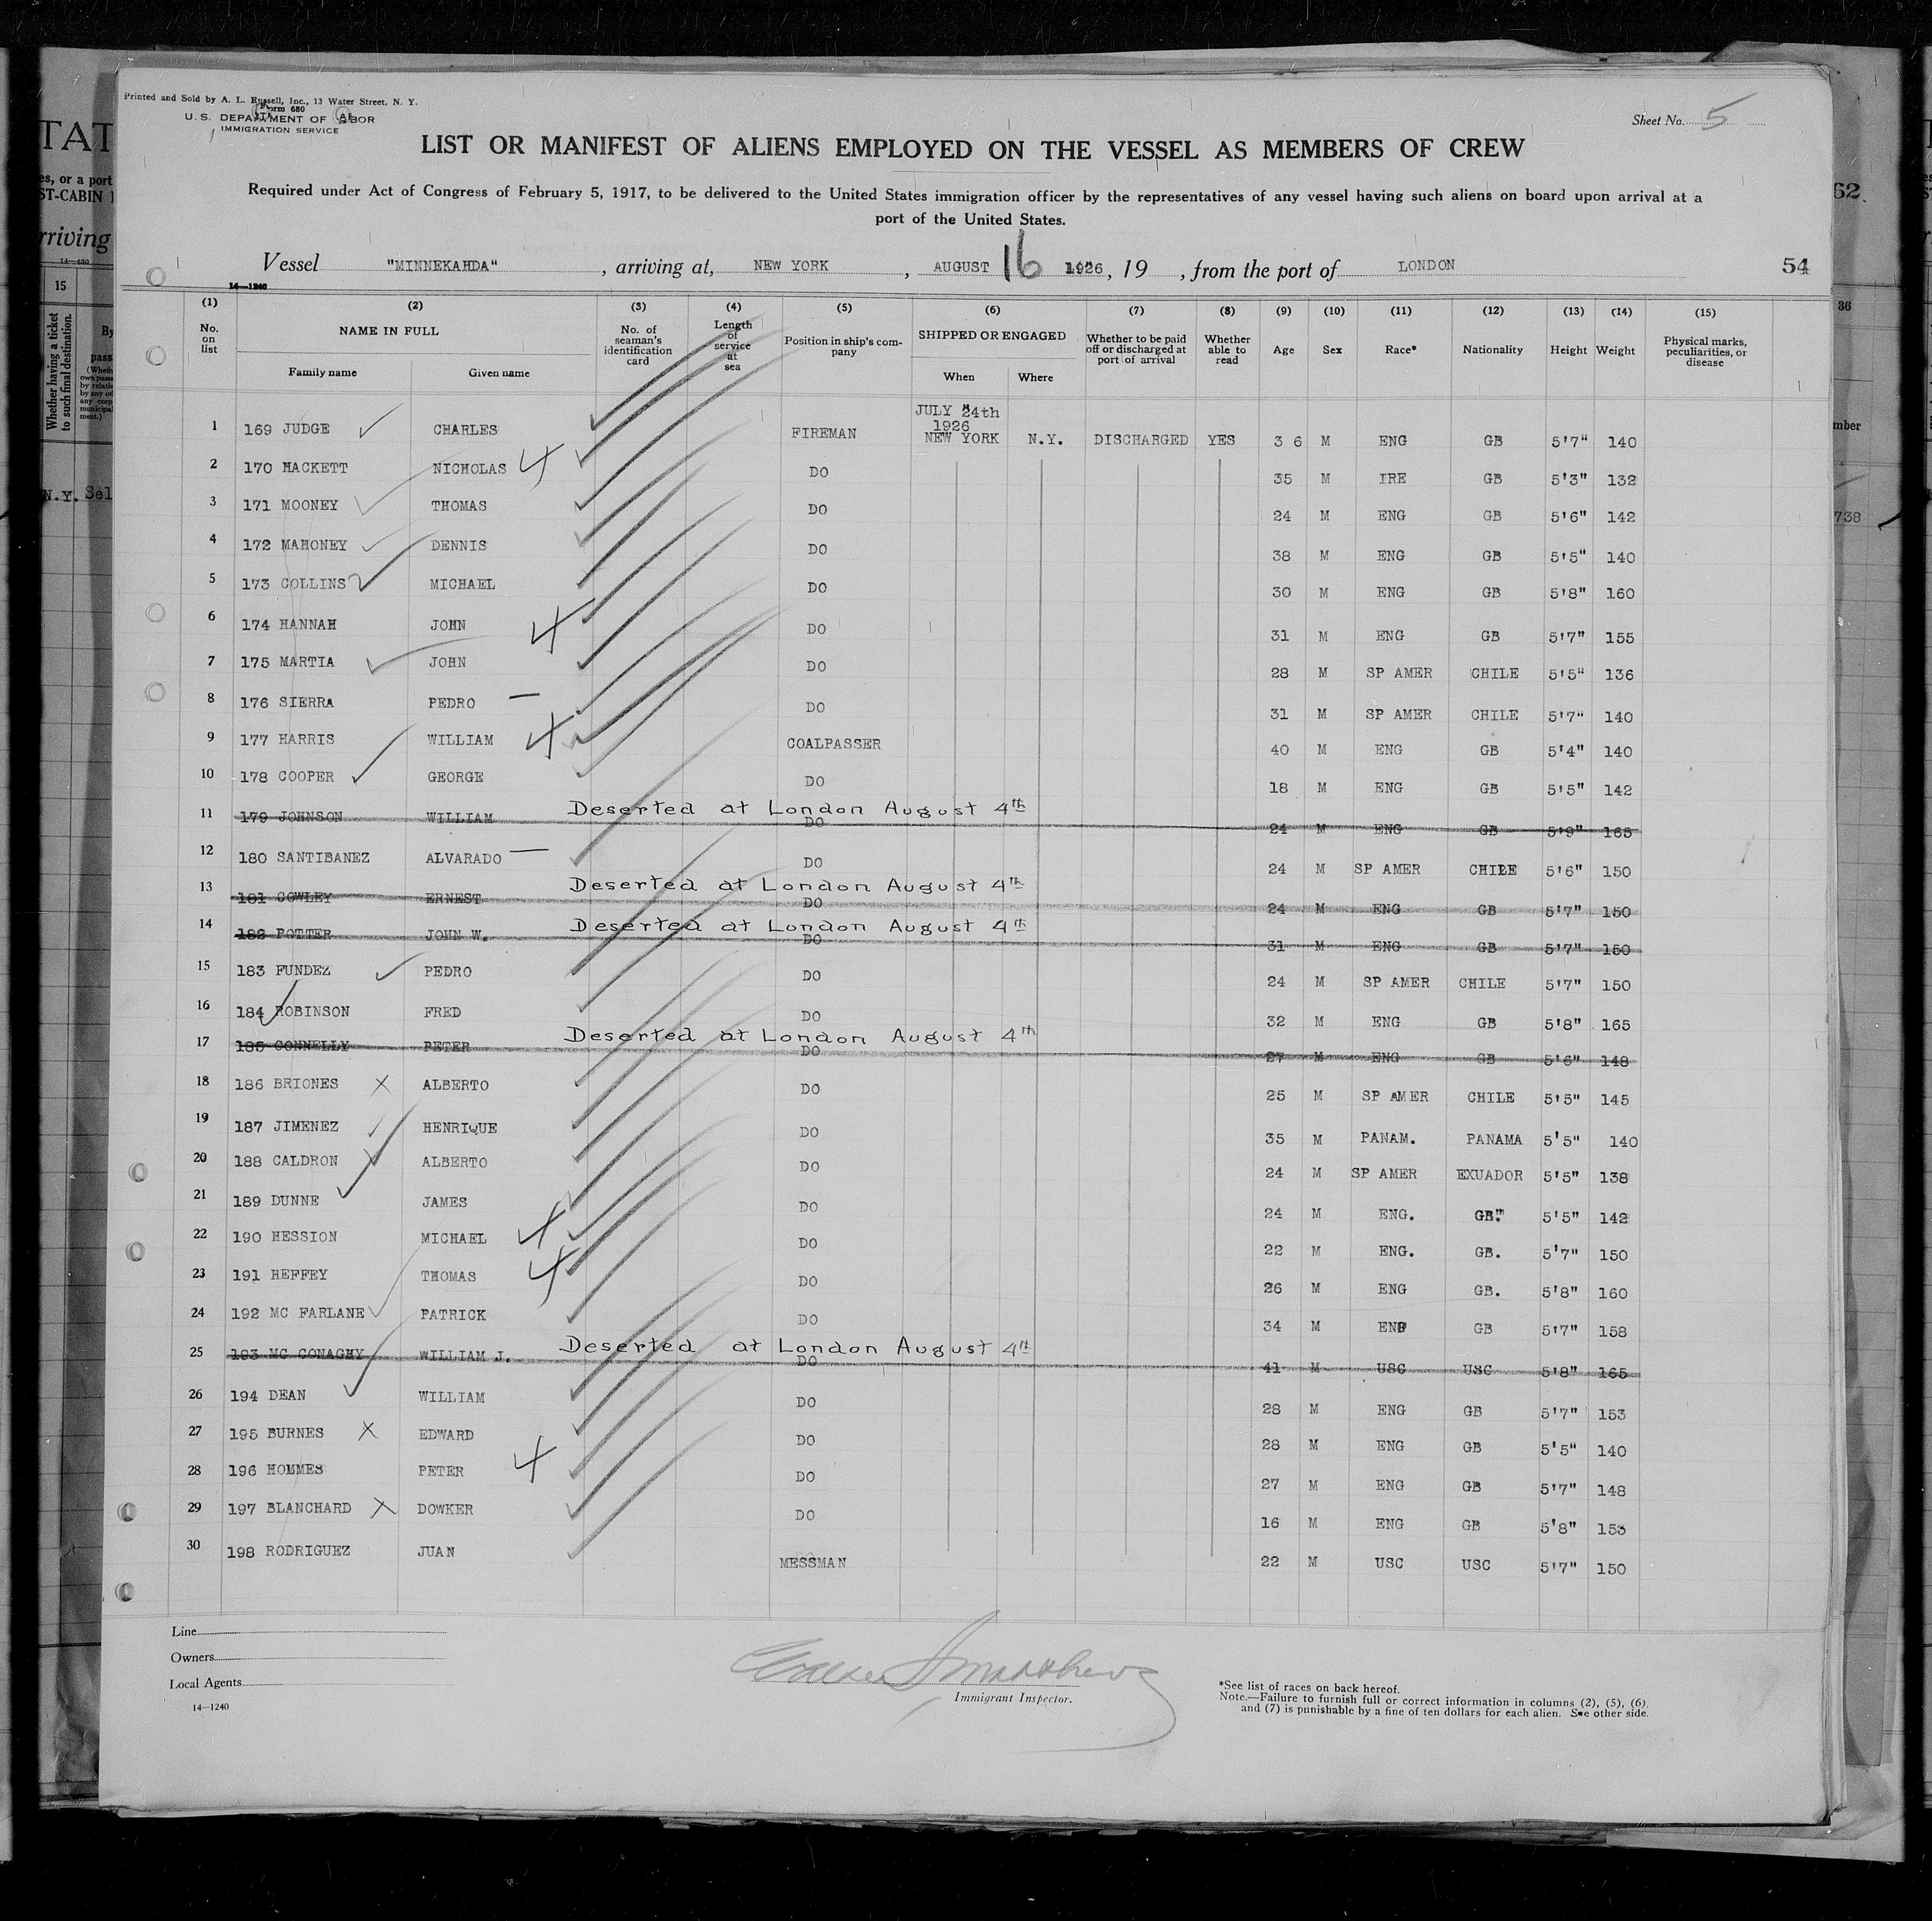 Printed and Sold by A. L. Russell, Inc., 13 Water Street, N. Y.
Form 680
U. S. DEPARTMENT OF LABOR
IMMIGRATION SERVICE
Sheet No. 5
LIST OR MANIFEST OF ALIENS EMPLOYED ON THE VESSEL AS MEMBERS OF CREW
Required under Act of Congress of February 5, 1917, to be delivered to the United States immigration officer by the representatives of any vessel having such aliens on board upon arrival at a
port of the United States.
Vessel "MINNEKAHDA", arriving at, NEW YORK, AUGUST 16 1926, 19 , from the port of LONDON 54
14—1240
(1) (2) (3) (4) (5) (6) (7) (8) (9) (10) (11) (12) (13) (14) (15)
No. on list NAME IN FULL Family name Given name No. of seaman's identification card Length of service at sea Position in ship's company SHIPPED OR ENGAGED When Where Whether to be paid off or discharged at port of arrival Whether able to read Age Sex Race* Nationality Height Weight Physical marks, peculiarities, or disease
JULY 24th
1926
1 169 JUDGE CHARLES FIREMAN NEW YORK N.Y. DISCHARGED YES 3 6 M ENG GB 5'7" 140
2 170 HACKETT NICHOLAS DO 35 M IRE GB 5'3" 132
3 171 MOONEY THOMAS DO 24 M ENG GB 5'6" 142
4 172 MAHONEY DENNIS DO 38 M ENG GB 5'5" 140
5 173 COLLINS MICHAEL DO 30 M ENG GB 5'8" 160
6 174 HANNAH JOHN DO 31 M ENG GB 5'7" 155
7 175 MARTIA JOHN DO 28 M SP AMER CHILE 5'5" 136
8 176 SIERRA PEDRO DO 31 M SP AMER CHILE 5'7" 140
9 177 HARRIS WILLIAM COALPASSER 40 M ENG GB 5'4" 140
10 178 COOPER GEORGE DO 18 M ENG GB 5'5" 142
Deserted at London August 4th
11 179 JOHNSON WILLIAM DO 24 M ENG GB 5'9" 165
12 180 SANTIBANEZ ALVARADO DO 24 M SP AMER CHILE 5'6" 150
Deserted at London August 4th
13 181 COWLEY ERNEST DO 24 M ENG GB 5'7" 150
Deserted at London August 4th
14 182 POTTER JOHN W. DO 31 M ENG GB 5'7" 150
15 183 FUNDEZ PEDRO DO 24 M SP AMER CHILE 5'7" 150
16 184 ROBINSON FRED DO 32 M ENG GB 5'8" 165
Deserted at London August 4th
17 185 CONNELLY PETER DO 27 M ENG GB 5'6" 148
18 186 BRIONES ALBERTO DO 25 M SP AMER CHILE 5'5" 145
19 187 JIMENEZ HENRIQUE DO 35 M PANAM. PANAMA 5'5" 140
20 188 CALDRON ALBERTO DO 24 M SP AMER EXUADOR 5'5" 138
21 189 DUNNE JAMES DO 24 M ENG. GB." 5'5" 142
22 190 HESSION MICHAEL DO 22 M ENG. GB. 5'7" 150
23 191 HEFFEY THOMAS DO 26 M ENG GB. 5'8" 160
24 192 MC FARLANE PATRICK DO 34 M ENG GB 5'7" 158
Deserted at London August 4th
25 193 MC CONAGHY WILLIAM J. DO 41 M USC USC 5'8" 165
26 194 DEAN WILLIAM DO 28 M ENG GB 5'7" 153
27 195 BURNES EDWARD DO 28 M ENG GB 5'5" 140
28 196 HOMMES PETER DO 27 M ENG GB 5'7" 148
29 197 BLANCHARD DOWKER DO 16 M ENG GB 5'8" 153
30 198 RODRIGUEZ JUAN MESSMAN 22 M USC USC 5'7" 150
Line
Owners
Local Agents
14—1240
Immigrant Inspector.
*See list of races on back hereof.
Note.—Failure to furnish full or correct information in columns (2), (5), (6),
and (7) is punishable by a fine of ten dollars for each alien. See other side.